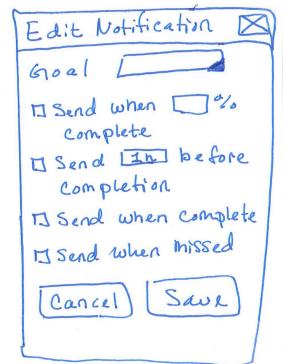 Edit Notification
Goal
Send when % complete
Send 1h before completion
Send when complete
Send when missed
Cancel Save